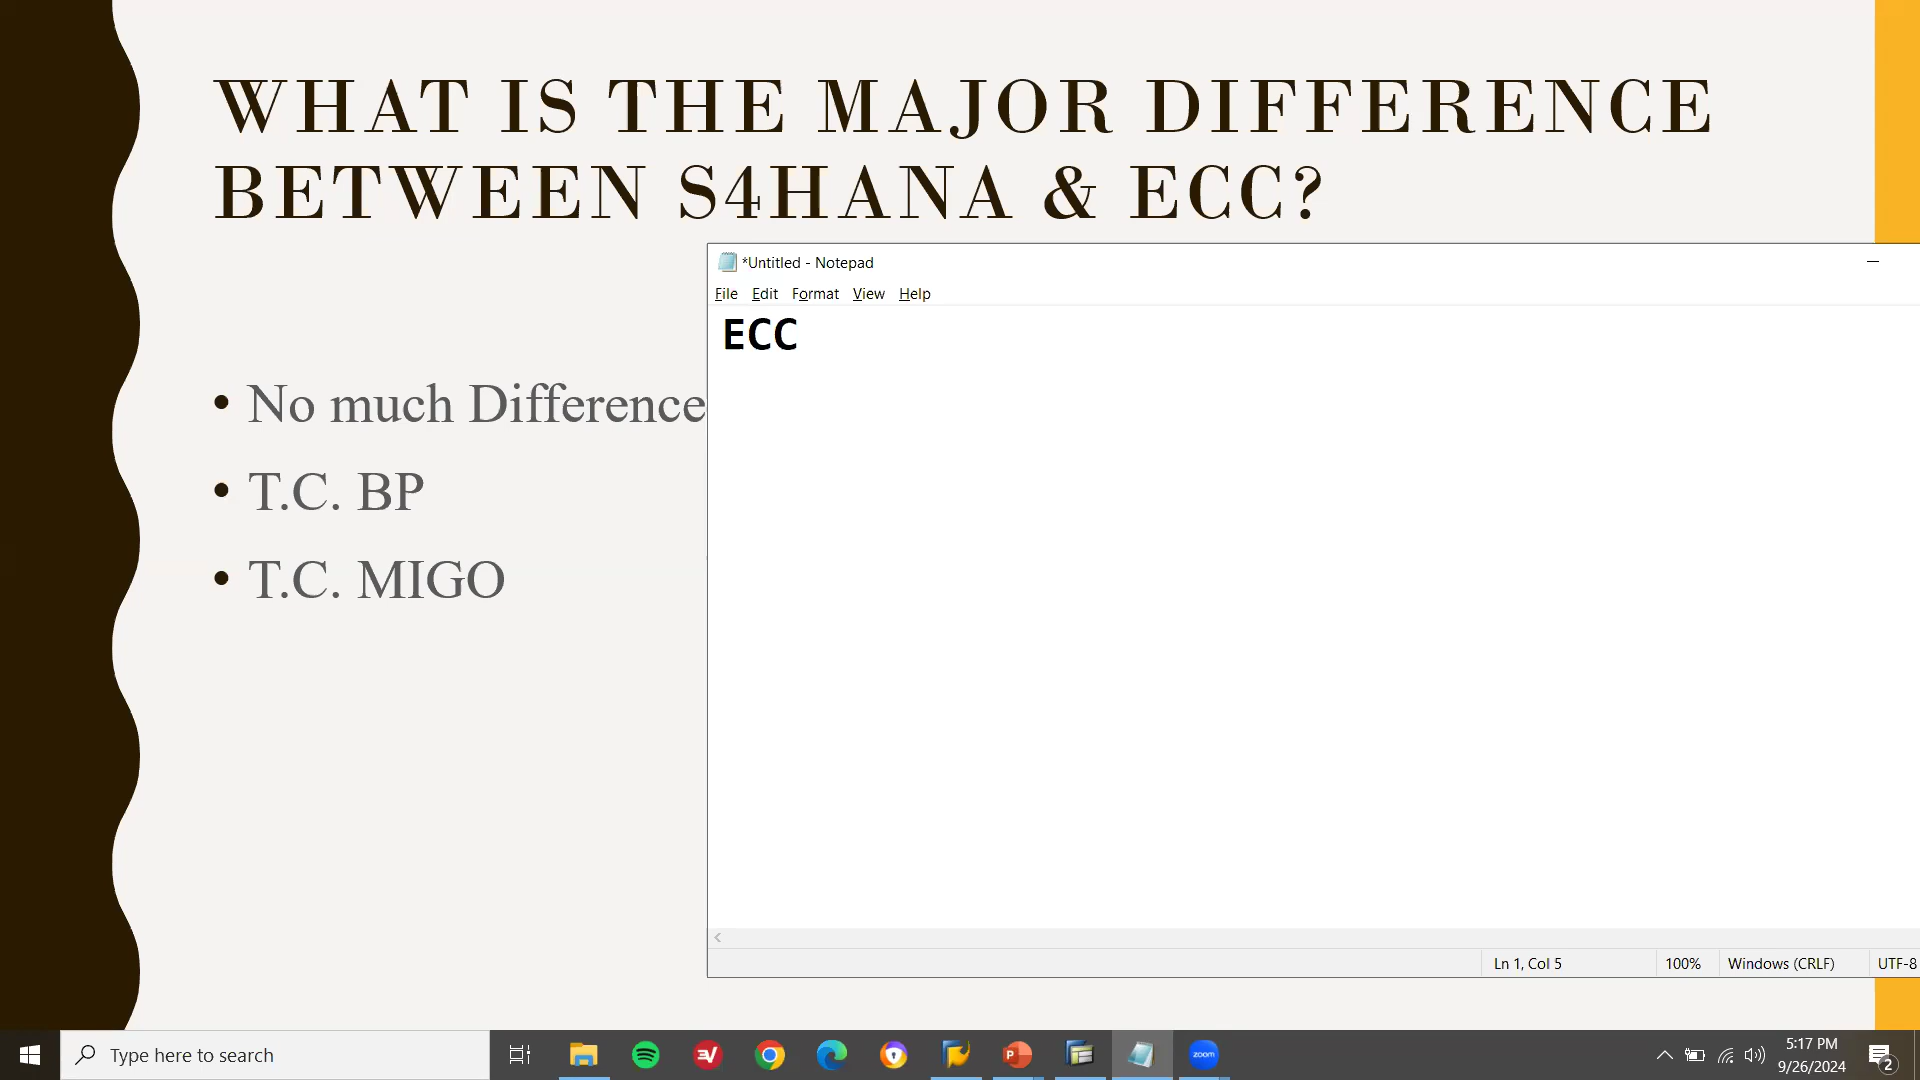 WHAT IS THE MAJOR DIFFERENCE
BETWEEN S4HANA & ECC?
*Untitled - Notepad
File Edit Format View Help
ECC
• No much Difference
• T.C. BP
• T.C. MIGO
Ln 1, Col 5 100% Windows (CRLF) UTF-8
Type here to search
zoom
5:17 PM
9/26/2024
2